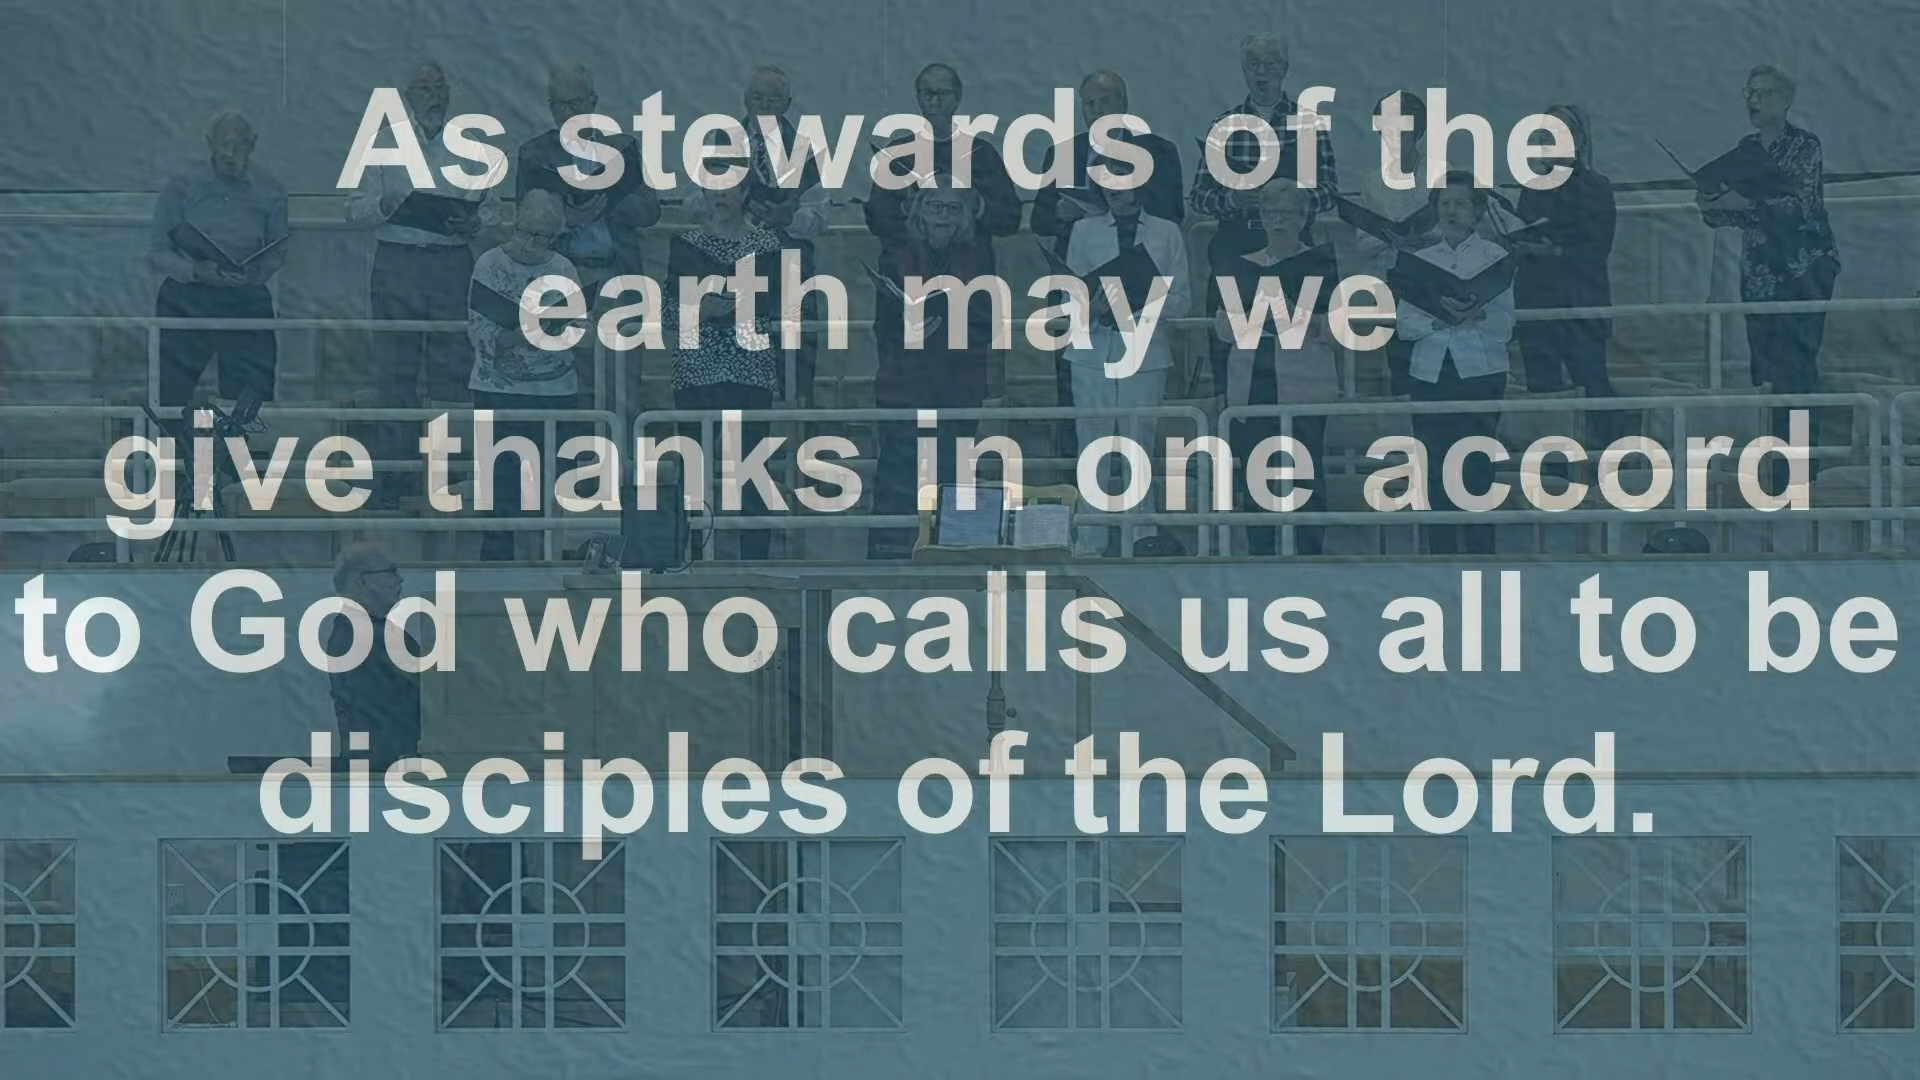 As stewards of the
earth may we
give thanks in one accord
to God who calls us all to be
disciples of the Lord.